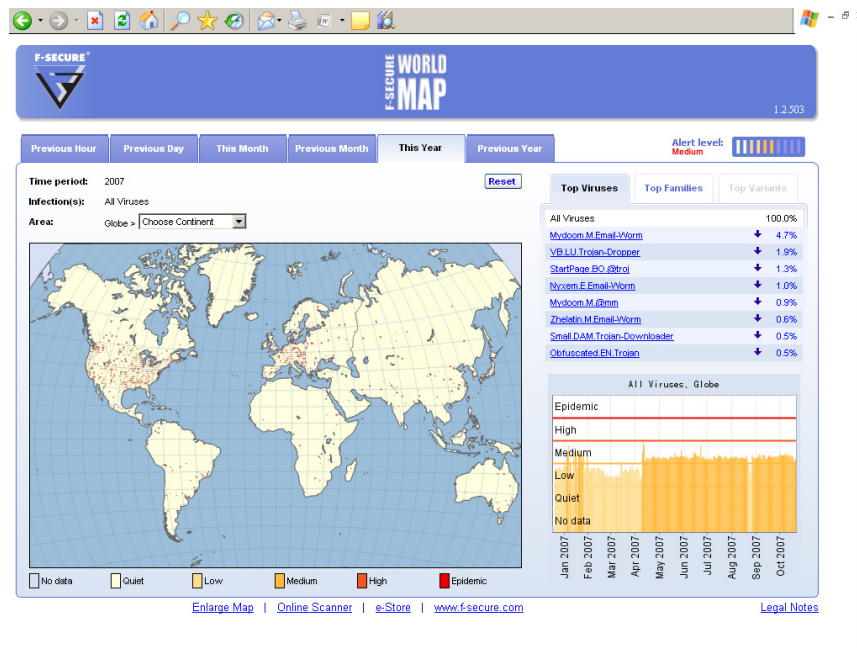 F-SECURE®
F-SECURE WORLD MAP
1.2.503
Previous Hour
Previous Day
This Month
Previous Month
This Year
Previous Year
Alert level:
Medium
Time period: 2007
Reset
Infection(s): All Viruses
Area: Globe > Choose Continent
Top Viruses
Top Families
Top Variants
All Viruses 100.0%
Mydoom.M.Email-Worm 4.7%
VB.LU.Trojan-Dropper 1.9%
StartPage.BO.@troj 1.3%
Nyxem.E.Email-Worm 1.0%
Mydoom.M.@mm 0.9%
Zhelatin.M.Email-Worm 0.6%
Small.DAM.Trojan-Downloader 0.5%
Obfuscated.EN.Trojan 0.5%
All Viruses, Globe
Epidemic
High
Medium
Low
Quiet
No data
Jan 2007
Feb 2007
Mar 2007
Apr 2007
May 2007
Jun 2007
Jul 2007
Aug 2007
Sep 2007
Oct 2007
No data
Quiet
Low
Medium
High
Epidemic
Enlarge Map | Online Scanner | e-Store | www.f-secure.com
Legal Notes